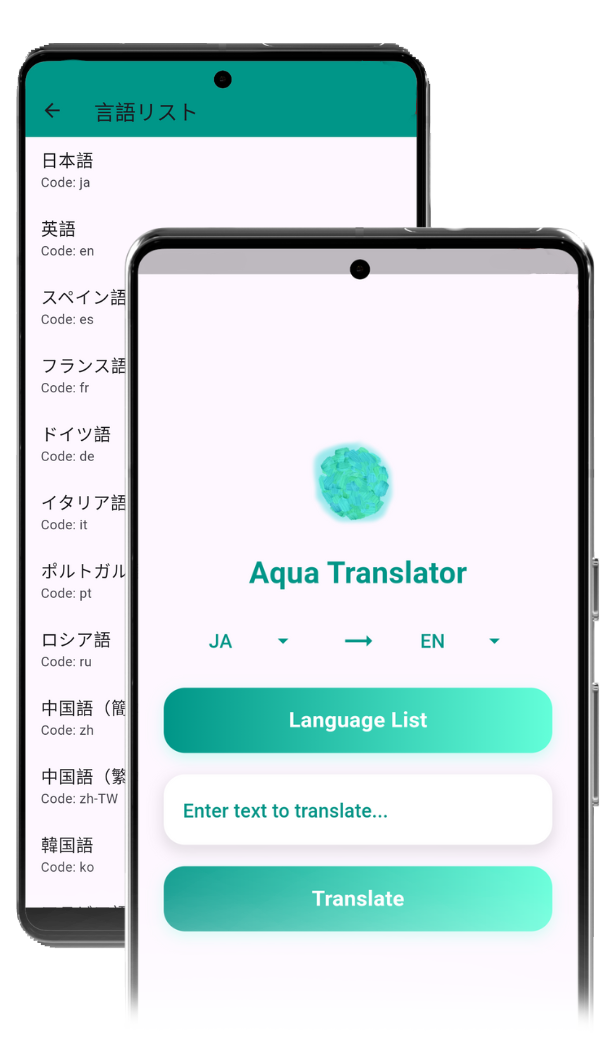 言語リスト
日本語
Code: ja
英語
Code: en
スペイン語
Code: es
フランス語
Code: fr
ドイツ語
Code: de
イタリア語
Code: it
ポルトガル
Code: pt
ロシア語
Code: ru
中国語（簡
Code: zh
中国語（繁
Code: zh-TW
韓国語
Code: ko
Aqua Translator
JA EN
Language List
Enter text to translate...
Translate